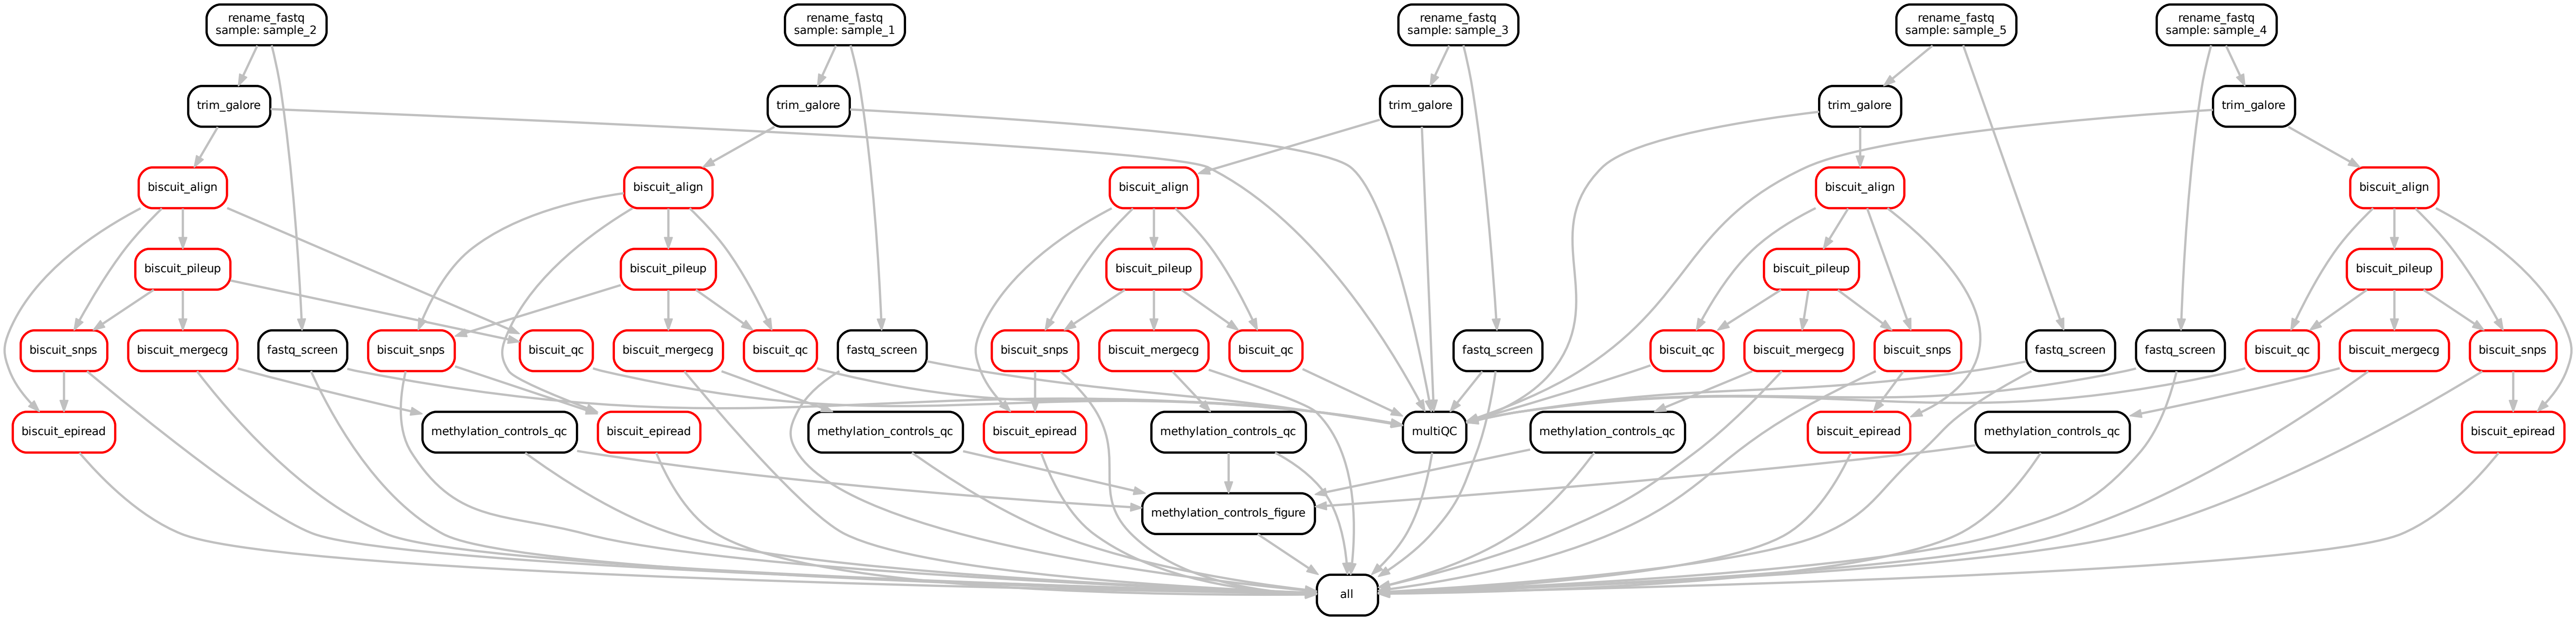 rename_fastq
sample: sample_2
rename_fastq
sample: sample_1
rename_fastq
sample: sample_3
rename_fastq
sample: sample_5
rename_fastq
sample: sample_4
trim_galore
trim_galore
trim_galore
trim_galore
trim_galore
biscuit_align
biscuit_align
biscuit_align
biscuit_align
biscuit_align
biscuit_pileup
biscuit_pileup
biscuit_pileup
biscuit_pileup
biscuit_pileup
biscuit_snps
biscuit_mergecg
fastq_screen
biscuit_snps
biscuit_qc
biscuit_mergecg
biscuit_qc
fastq_screen
biscuit_snps
biscuit_mergecg
biscuit_qc
fastq_screen
biscuit_qc
biscuit_mergecg
biscuit_snps
fastq_screen
fastq_screen
biscuit_qc
biscuit_mergecg
biscuit_snps
biscuit_epiread
methylation_controls_qc
biscuit_epiread
methylation_controls_qc
biscuit_epiread
methylation_controls_qc
multiQC
methylation_controls_qc
biscuit_epiread
methylation_controls_qc
biscuit_epiread
methylation_controls_figure
all